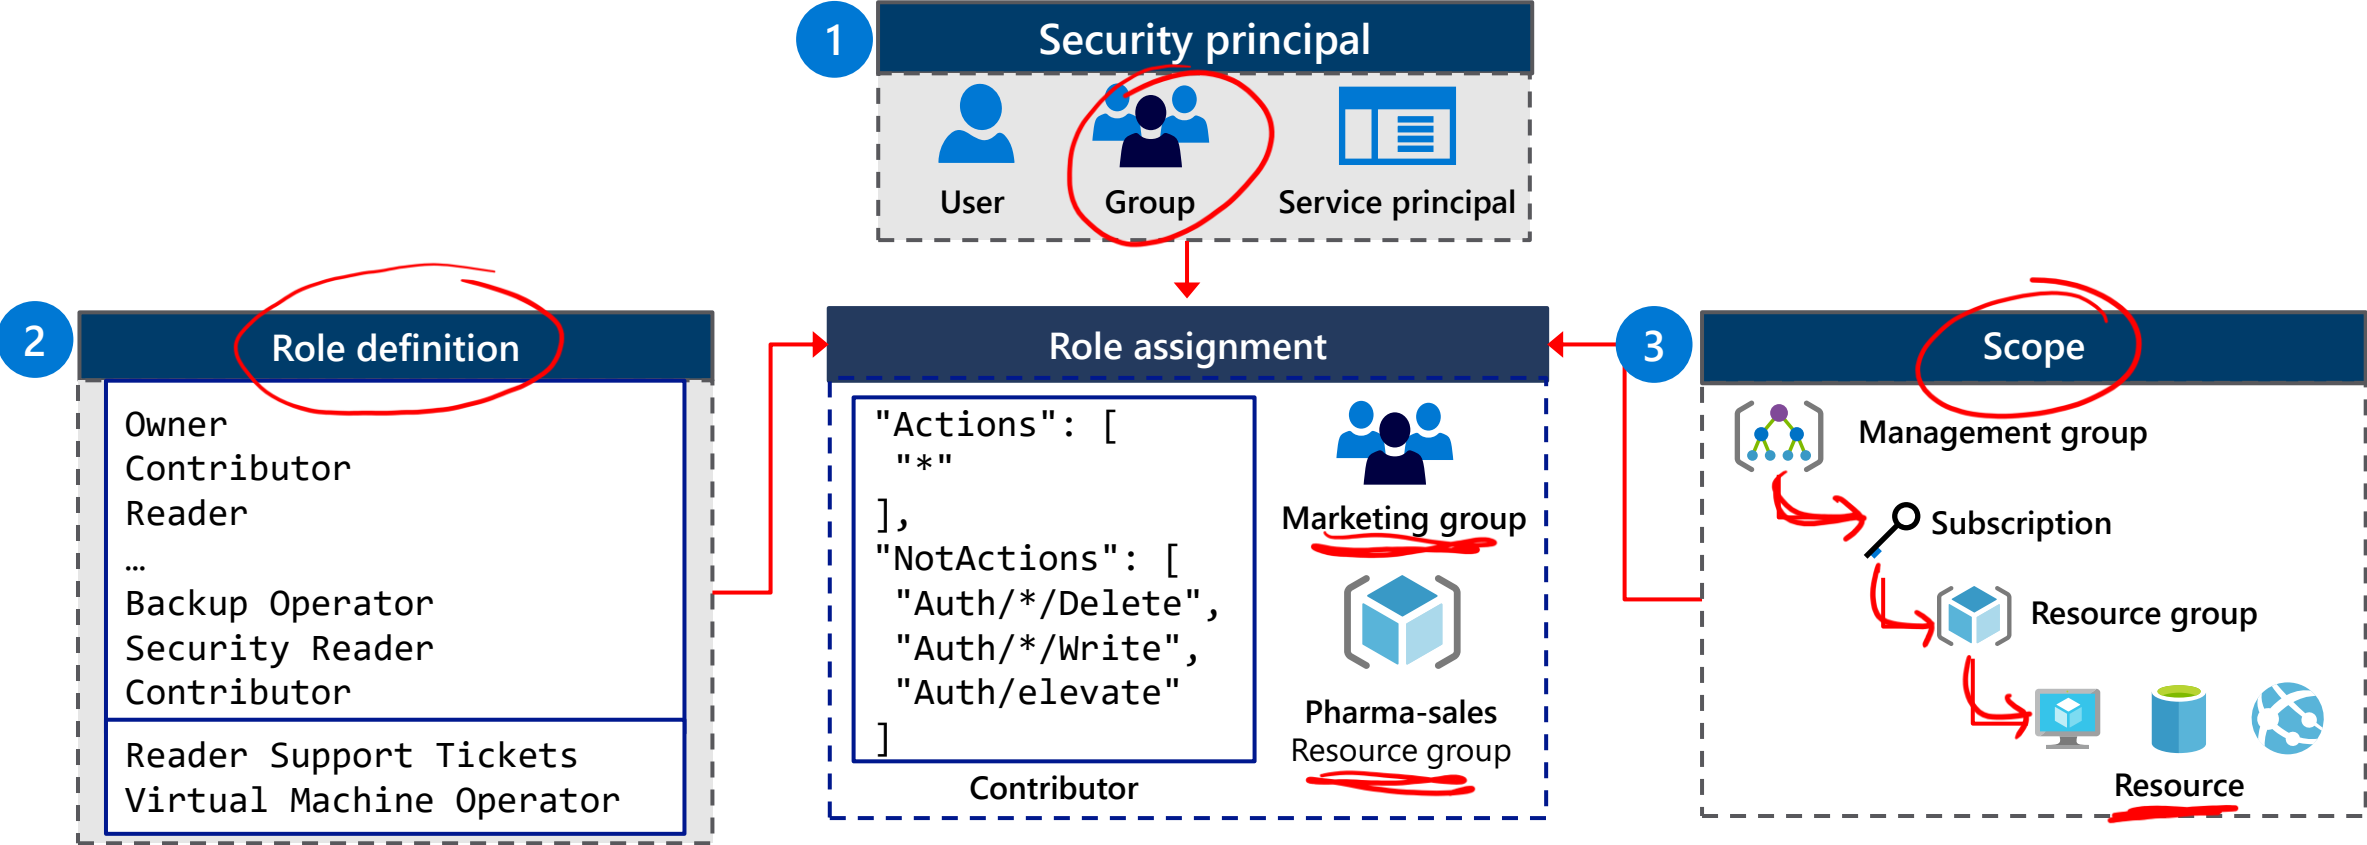 1
Security principal
User
Group
Service principal
2
Role definition
Owner
Contributor
Reader
…
Backup Operator
Security Reader
Contributor
Reader Support Tickets
Virtual Machine Operator
Role assignment
"Actions": [
"*"
],
"NotActions": [
"Auth/*/Delete",
"Auth/*/Write",
"Auth/elevate"
]
Contributor
Marketing group
Pharma-sales
Resource group
3
Scope
Management group
Subscription
Resource group
Resource